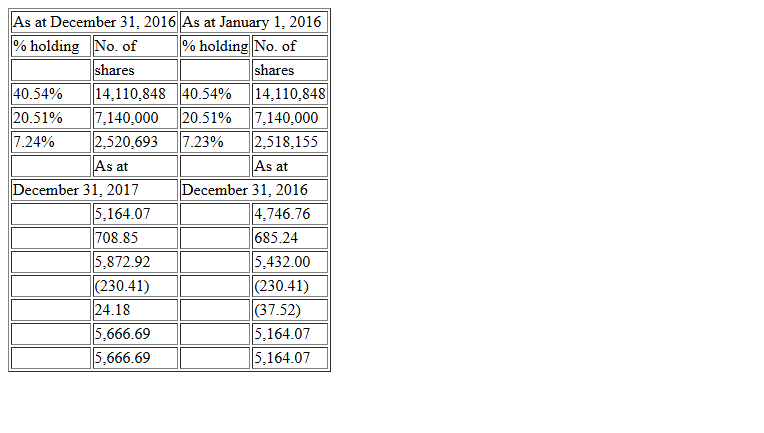 As at December 31, 2016 As at January 1, 2016
% holding No. of % holding No. of
shares shares
40.54% 14,110,848 40.54% 14,110,848
20.51% 7,140,000 20.51% 7,140,000
7.24% 2,520,693 7.23% 2,518,155
As at As at
December 31, 2017 December 31, 2016
5,164.07 4,746.76
708.85 685.24
5,872.92 5,432.00
(230.41) (230.41)
24.18 (37.52)
5,666.69 5,164.07
5,666.69 5,164.07